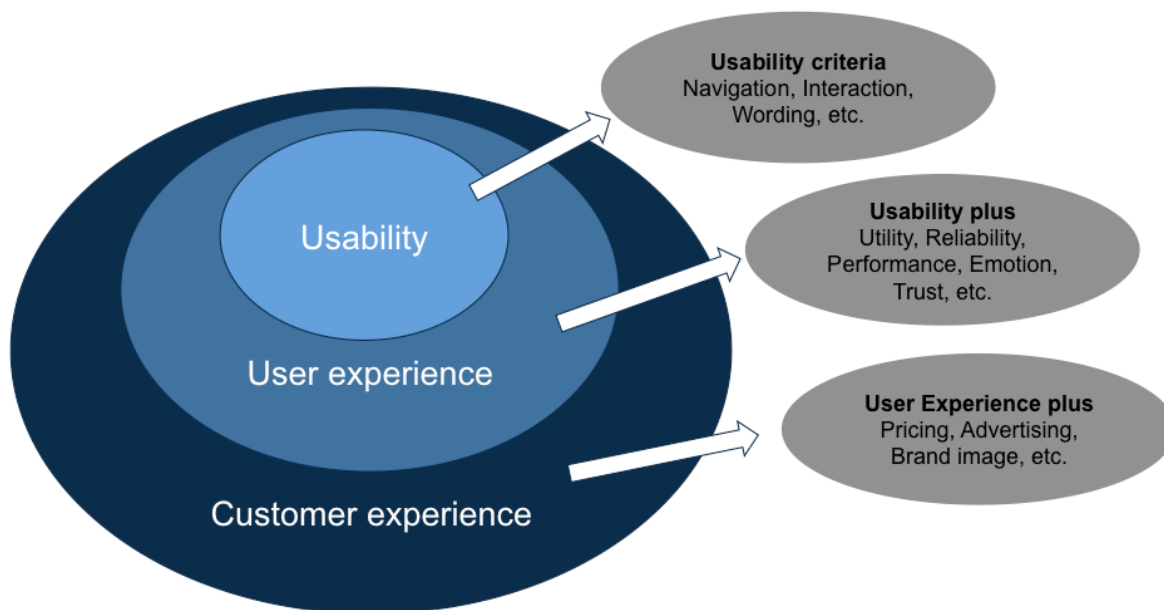 Usability criteria
Navigation, Interaction,
Wording, etc.
Usability
Usability plus
Utility, Reliability,
Performance, Emotion,
Trust, etc.
User experience
User Experience plus
Pricing, Advertising,
Brand image, etc.
Customer experience